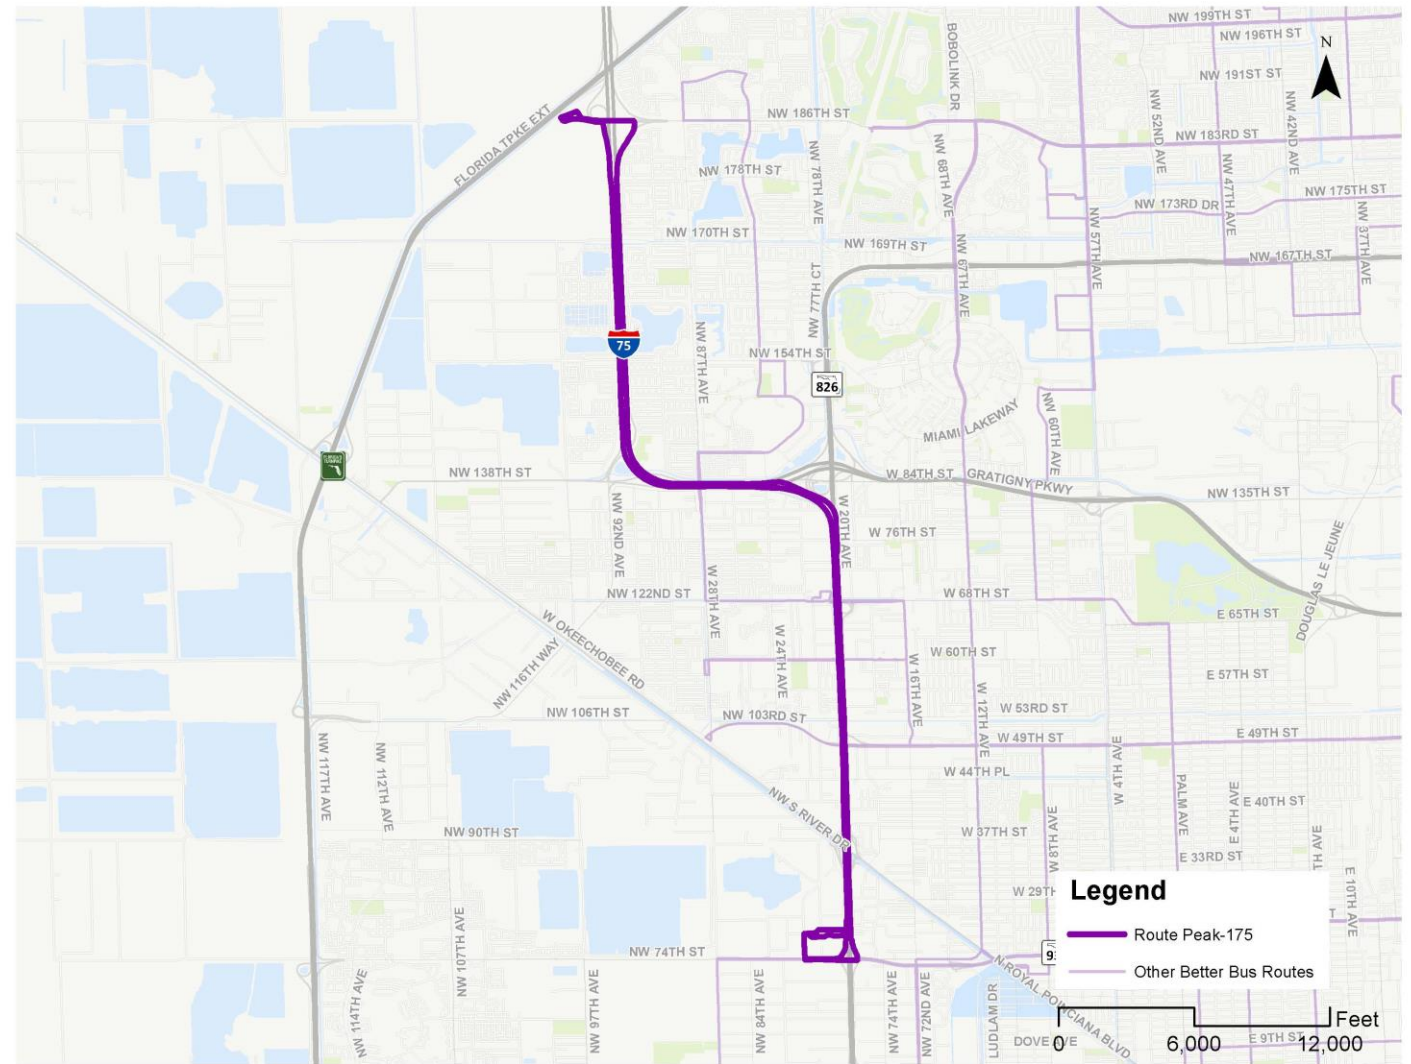 NW 199TH ST
NW 196TH ST
N
BOBOLINK DR
NW 191ST ST
NW 52ND AVE
NW 42ND AVE
FLORIDA TPKE EXT
NW 186TH ST
NW 183RD ST
NW 178TH ST
NW 78TH AVE
NW 68TH AVE
NW 47TH AVE
NW 175TH ST
NW 173RD DR
NW 37TH AVE
NW 170TH ST
NW 169TH ST
NW 57TH AVE
NW 67TH AVE
NW 167TH ST
NW 77TH CT
75
NW 87TH AVE
NW 154TH ST
826
MIAMI LAKEWAY
NW 60TH AVE
NW 138TH ST
W 84TH ST
GRATIGNY PKWY
NW 135TH ST
NW 92ND AVE
W 20TH AVE
W 76TH ST
DOUGLAS LE JEUNE
W 28TH AVE
NW 122ND ST
W 68TH ST
E 65TH ST
W OKEECHOBEE RD
NW 116TH WAY
W 24TH AVE
W 60TH ST
W 16TH AVE
E 57TH ST
W 12TH AVE
NW 106TH ST
NW 103RD ST
W 53RD ST
W 49TH ST
E 49TH ST
NW 117TH AVE
NW 112TH AVE
W 4TH AVE
W 44TH PL
PALM AVE
E 4TH AVE
E 40TH ST
NW S RIVER DR
NW 90TH ST
W 37TH ST
W 8TH AVE
E 33RD ST
TH AVE
E 10TH AVE
W 29TH
Legend
Route Peak-175
Other Better Bus Routes
T
NW 107TH AVE
NW 74TH ST
NW 114TH AVE
NW 97TH AVE
NW 84TH AVE
NW 74TH AVE
NW 72ND AVE
LUDLAM DR
N ROYAL POINCIANA BLVD
DOVE AVE
E 9TH ST
Feet
0 6,000 12,000